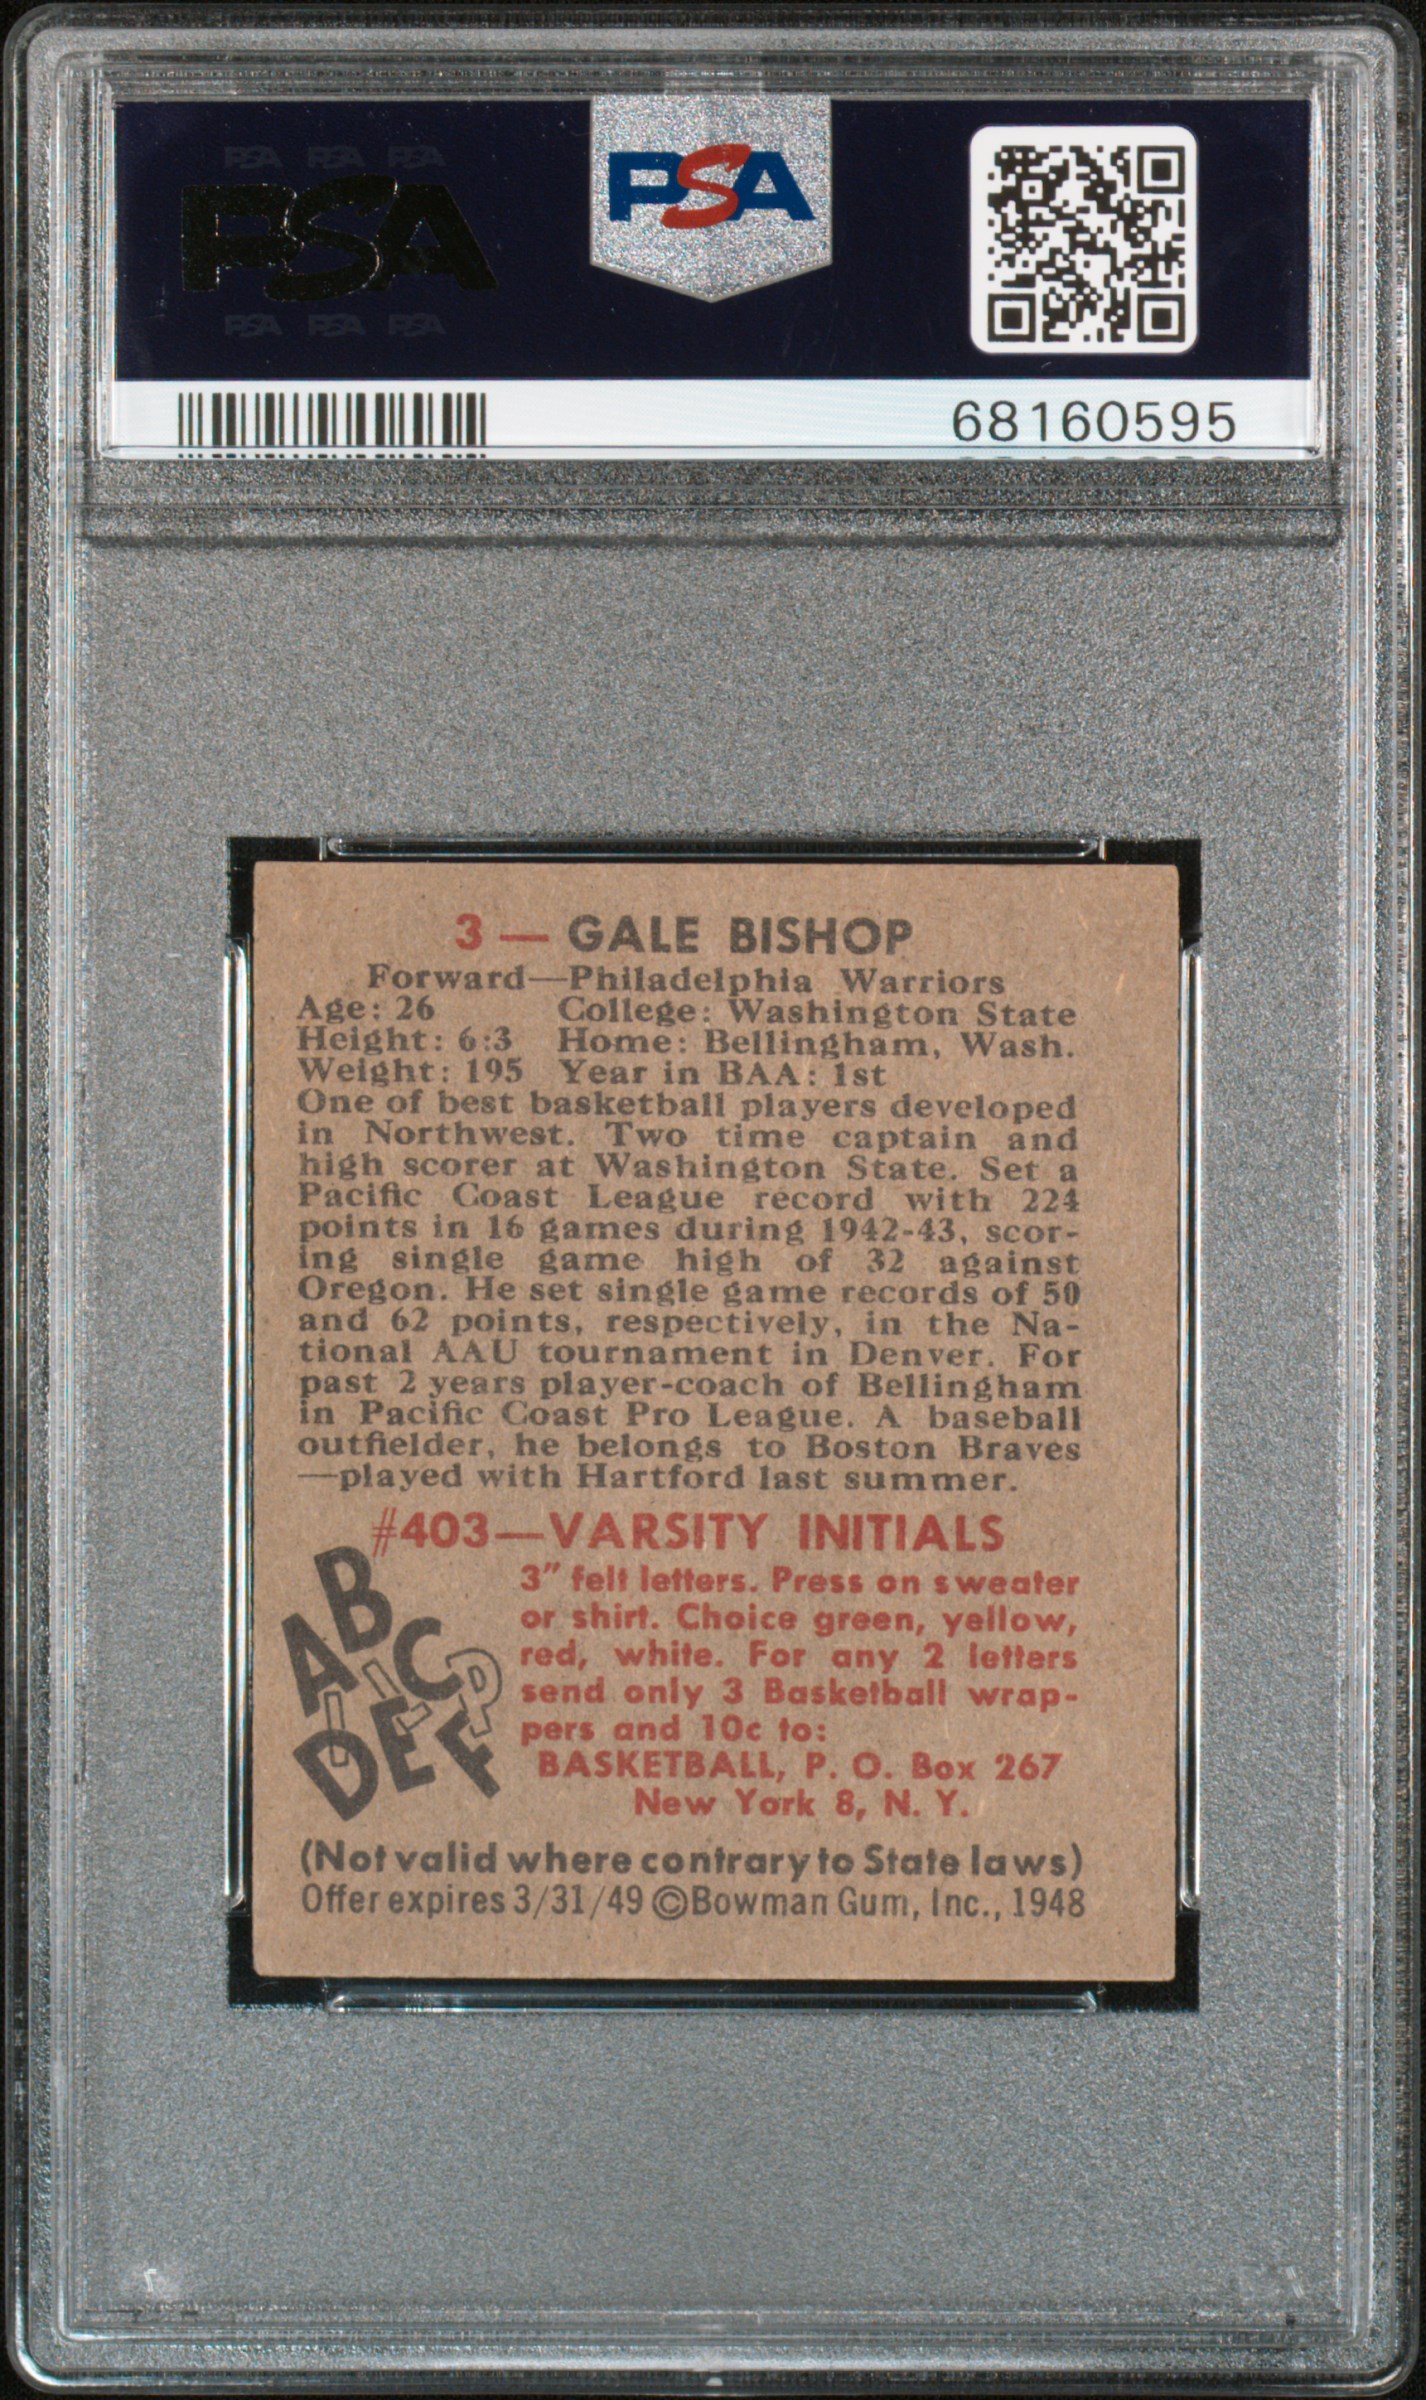 PSA PSA PSA
PSA
PSA PSA PSA
PSA
68160595
3 — GALE BISHOP
Forward—Philadelphia Warriors
Age: 26 College: Washington State
Height: 6:3 Home: Bellingham, Wash.
Weight: 195 Year in BAA: 1st
One of best basketball players developed
in Northwest. Two time captain and
high scorer at Washington State. Set a
Pacific Coast League record with 224
points in 16 games during 1942-43, scor-
ing single game high of 32 against
Oregon. He set single game records of 50
and 62 points, respectively, in the Na-
tional AAU tournament in Denver. For
past 2 years player-coach of Bellingham
in Pacific Coast Pro League. A baseball
outfielder, he belongs to Boston Braves
—played with Hartford last summer.
#403—VARSITY INITIALS
3" felt letters. Press on sweater
or shirt. Choice green, yellow,
red, white. For any 2 letters
send only 3 Basketball wrap-
pers and 10c to:
BASKETBALL, P. O. Box 267
New York 8, N. Y.
A B C D E F
L I L P
(Not valid where contrary to State laws)
Offer expires 3/31/49 ©Bowman Gum, Inc., 1948